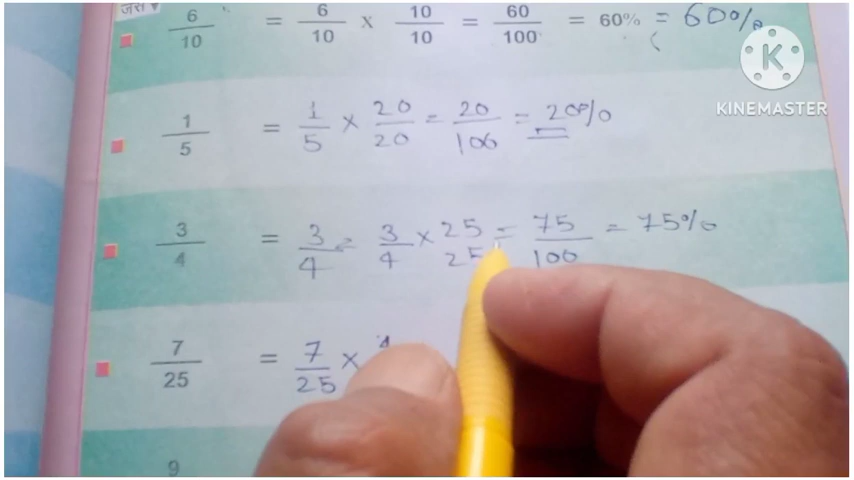 जैसे
6/10 = 6/10 x 10/10 = 60/100 = 60% = 60%
KINEMASTER
1/5 = 1/5 × 20/20 = 20/100 = 20%
3/4 = 3/4 = 3/4 × 25/25 = 75/100 = 75%
7/25 = 7/25 × 4
9